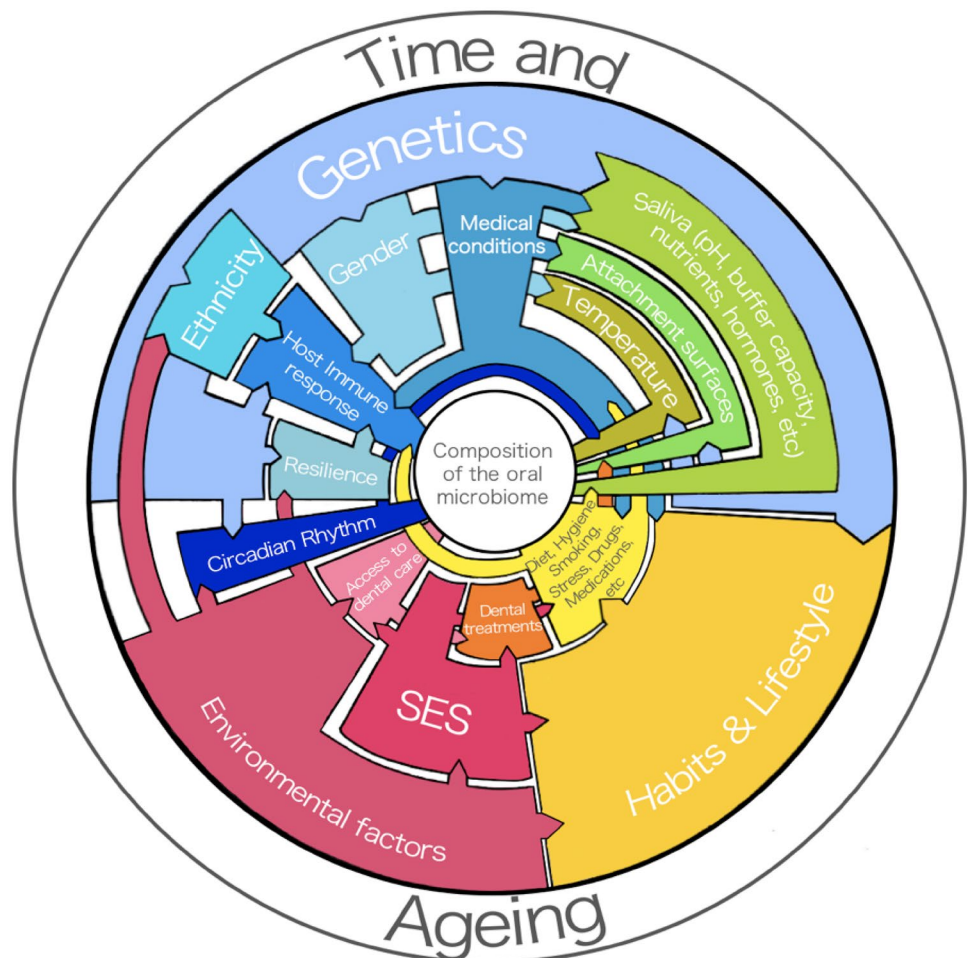 Time and
Genetics
Ethnicity
Gender
Medical
conditions
Saliva (pH, buffer capacity,
nutrients, hormones, etc)
Attachment surfaces
Temperature
Host Immune
response
Resilience
Composition
of the oral
microbiome
Circadian Rhythm
Access to
dental care
Dental
treatments
Diet, Hygiene
Smoking,
Stress, Drugs,
Medications,
etc
SES
Environmental factors
Habits & Lifestyle
Ageing